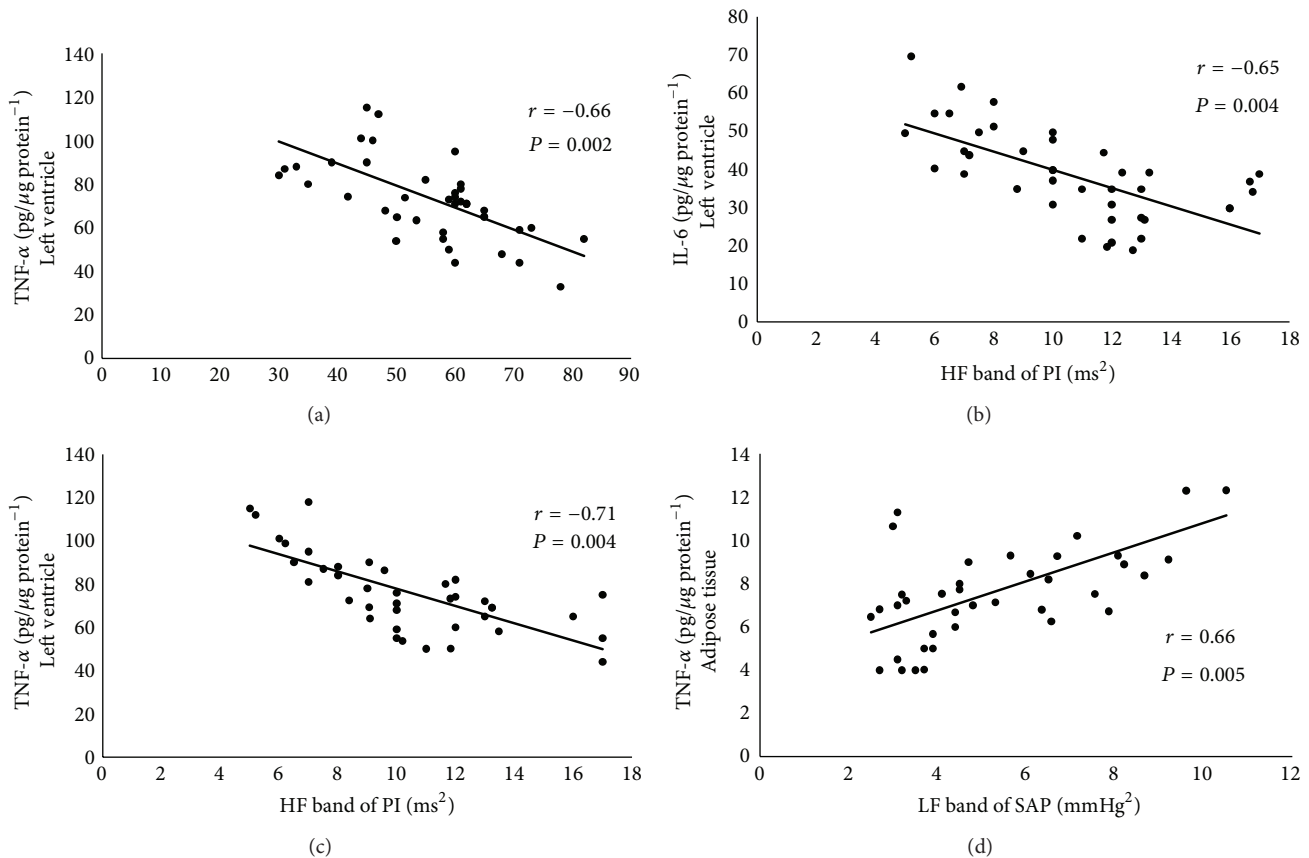 140
120
100
80
60
40
20
0
TNF-α (pg/μg protein⁻¹)
Left ventricle
r = −0.66
P = 0.002
0 10 20 30 40 50 60 70 80 90
(a)
80
70
60
50
40
30
20
10
0
IL-6 (pg/μg protein⁻¹)
Left ventricle
r = −0.65
P = 0.004
0 2 4 6 8 10 12 14 16 18
HF band of PI (ms²)
(b)
140
120
100
80
60
40
20
0
TNF-α (pg/μg protein⁻¹)
Left ventricle
r = −0.71
P = 0.004
0 2 4 6 8 10 12 14 16 18
HF band of PI (ms²)
(c)
14
12
10
8
6
4
2
0
TNF-α (pg/μg protein⁻¹)
Adipose tissue
r = 0.66
P = 0.005
0 2 4 6 8 10 12
LF band of SAP (mmHg²)
(d)